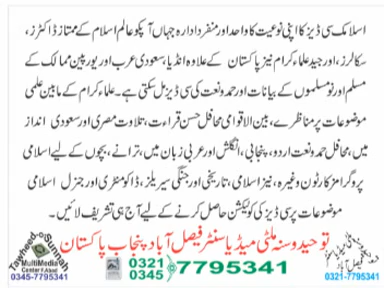 اسلامک سی ڈیز کا اپنی نوعیت کا واحد اور منفرد ادارہ جہاں آپکو عالم اسلام کے ممتاز ڈاکٹرز،
سکالرز، اور جید علماء کرام نیز پاکستان کے علاوہ انڈیا، سعودی عرب اور یورپین ممالک کے
مسلم اور نومسلموں کے بیانات اور حمد ونعت کی سی ڈیز مل سکتی ہے۔ علماء کرام کے مابین علمی
موضوعات پر مناظرے، بین الاقوامی محافل حسن قراءت، تلاوت مصری اور سعودی انداز
میں، محافل حمد و نعت اردو، پنجابی، انگلش اور عربی زبان میں، ترانے، بچوں کے لیے اسلامی
پروگرامز کارٹون وغیرہ، نیز اسلامی، تاریخی اور جنگی سیریلز، ڈاکومنٹری اور جنرل اسلامی
موضوعات پر سی ڈیز کی کولیکشن حاصل کرنے کے لیے آج ہی تشریف لائیں۔
توحید وسنہ ملٹی میڈیا سنٹر فیصل آباد پنجاب پاکستان
0321
0345
7795341
Tawheed-o-Sunnah
MultiMedia
Center F.abad
0345-7795341
0321-7795341